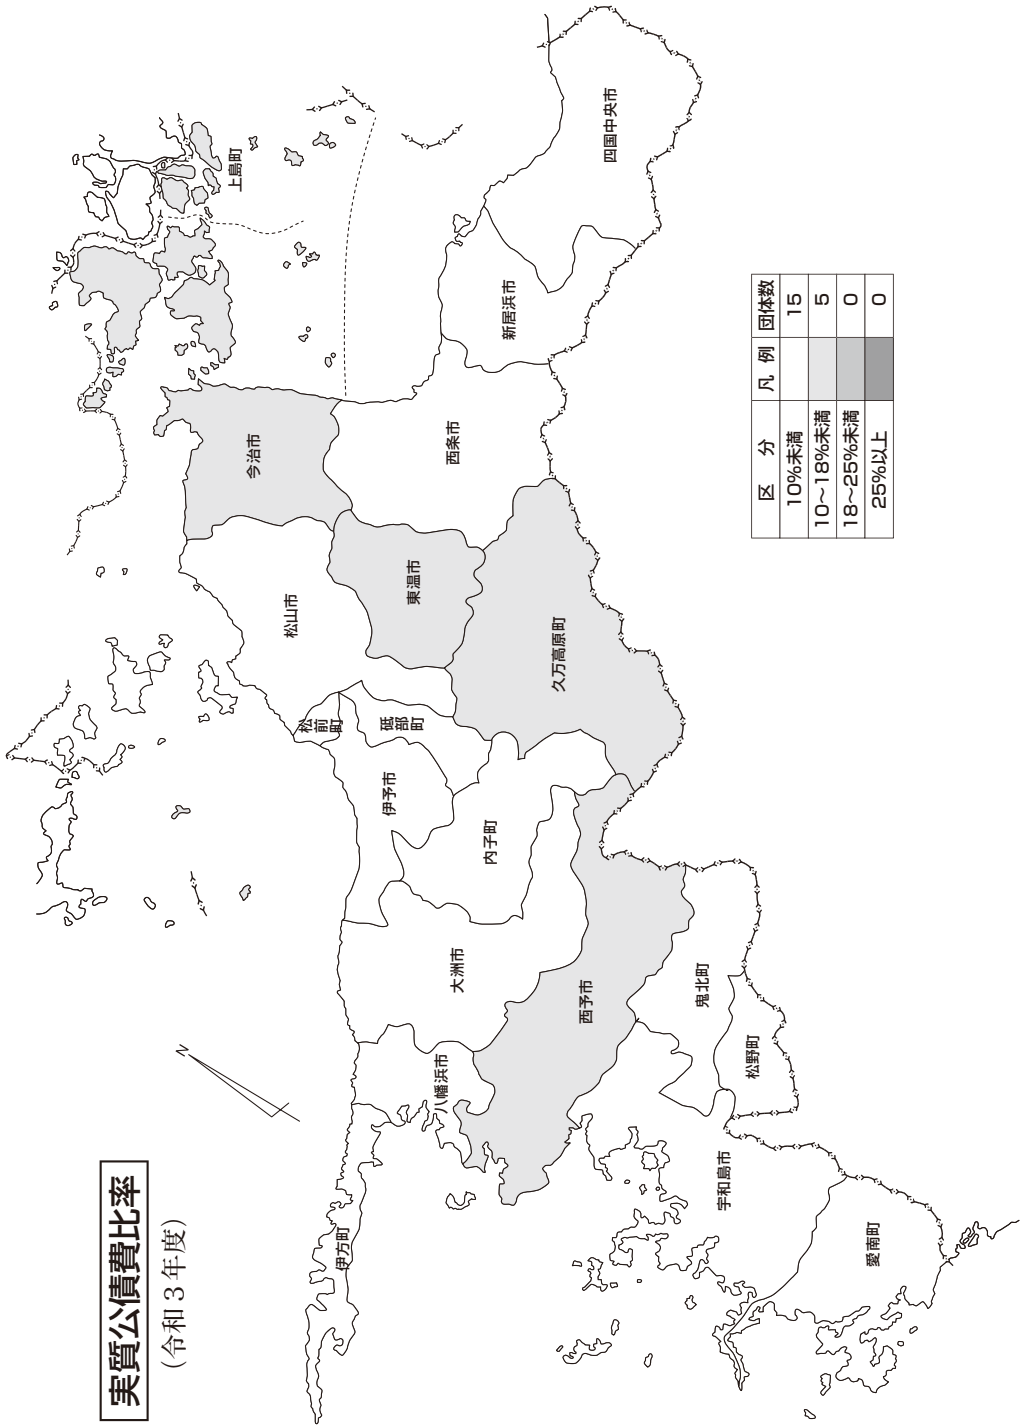 実質公債費比率
（令和３年度）
N
上島町
四国中央市
新居浜市
西条市
今治市
東温市
松山市
久万高原町
松前町
砥部町
伊予市
内子町
大洲市
西予市
八幡浜市
伊方町
鬼北町
松野町
宇和島市
愛南町
区 分 凡 例 団体数
10%未満 15
10～18%未満 5
18～25%未満 0
25%以上 0